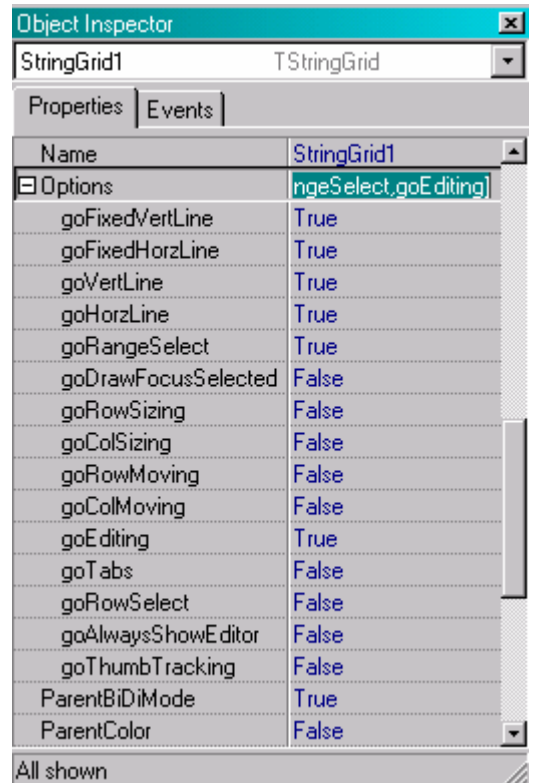 Object Inspector
StringGrid1 TStringGrid
Properties Events
Name StringGrid1
Options ngeSelect,goEditing]
goFixedVertLine True
goFixedHorzLine True
goVertLine True
goHorzLine True
goRangeSelect True
goDrawFocusSelected False
goRowSizing False
goColSizing False
goRowMoving False
goColMoving False
goEditing True
goTabs False
goRowSelect False
goAlwaysShowEditor False
goThumbTracking False
ParentBiDiMode True
ParentColor False
All shown